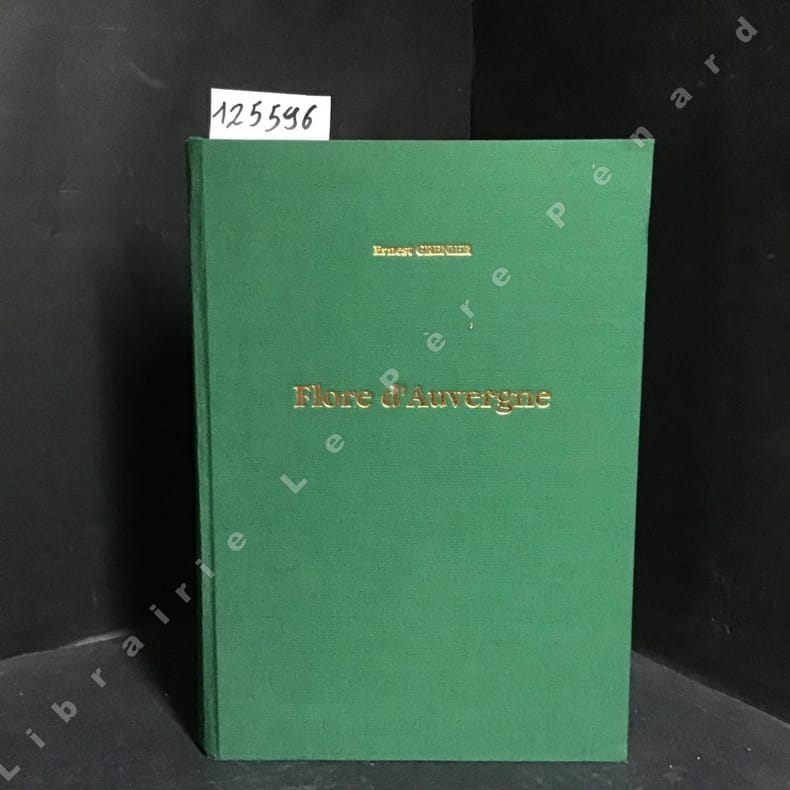 125596
Ernest GRENIER
Flore d'Auvergne
Librairie Le Père Pénard